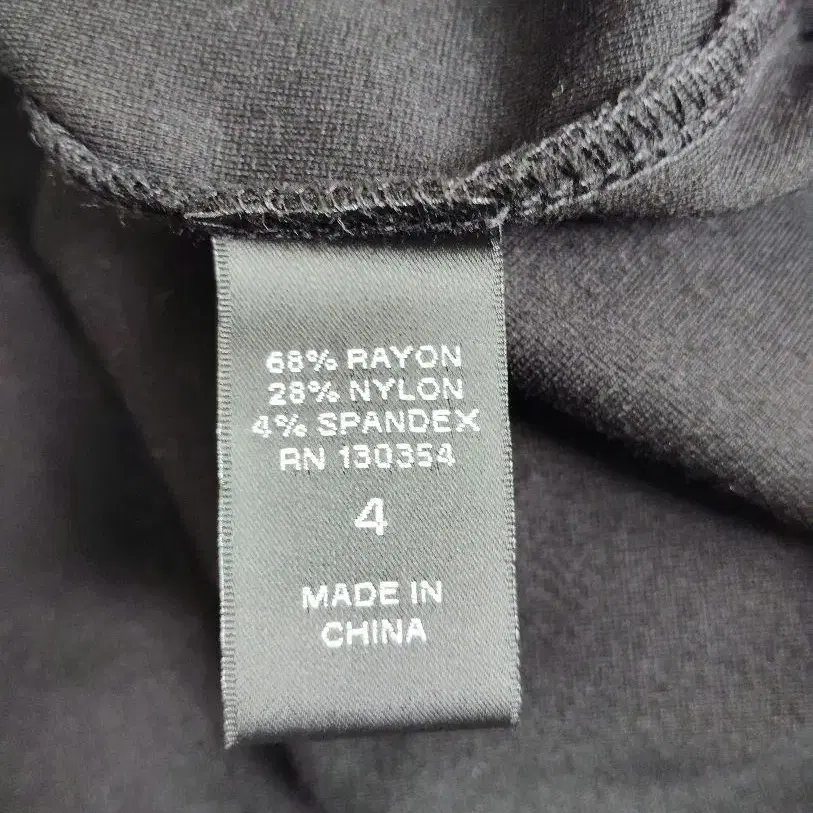 68% RAYON
28% NYLON
4% SPANDEX
RN 130354
4
MADE IN
CHINA